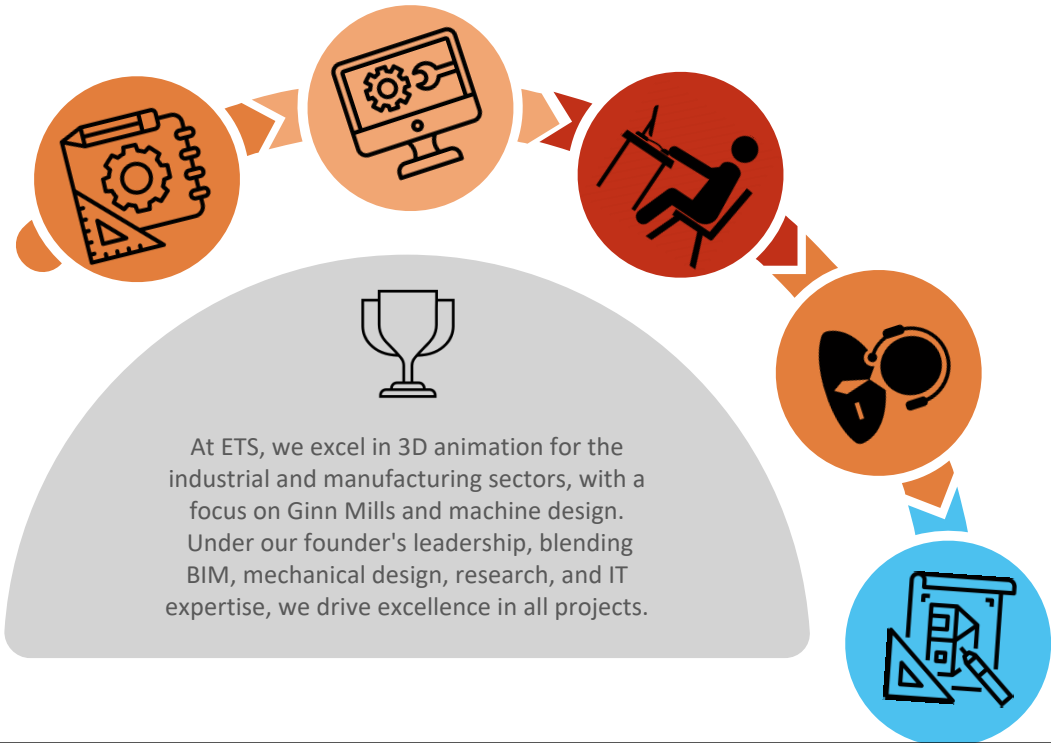 At ETS, we excel in 3D animation for the
industrial and manufacturing sectors, with a
focus on Ginn Mills and machine design.
Under our founder's leadership, blending
BIM, mechanical design, research, and IT
expertise, we drive excellence in all projects.